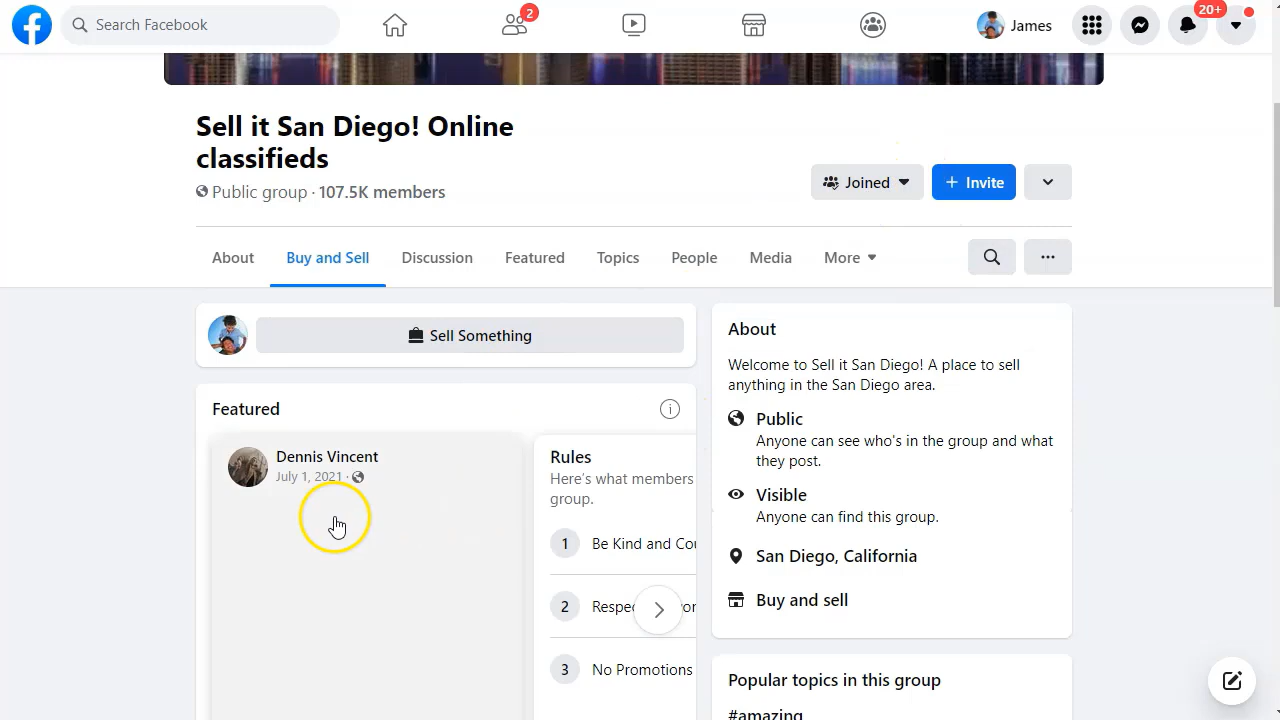 Search Facebook
2
James
20+
Sell it San Diego! Online
classifieds
Public group · 107.5K members
Joined
+ Invite
About
Buy and Sell
Discussion
Featured
Topics
People
Media
More
Sell Something
Featured
Dennis Vincent
July 1, 2021 ·
Rules
Here's what members
group.
1 Be Kind and Cou
2 Respec
3 No Promotions
About
Welcome to Sell it San Diego! A place to sell
anything in the San Diego area.
Public
Anyone can see who's in the group and what
they post.
Visible
Anyone can find this group.
San Diego, California
Buy and sell
Popular topics in this group
#amazing